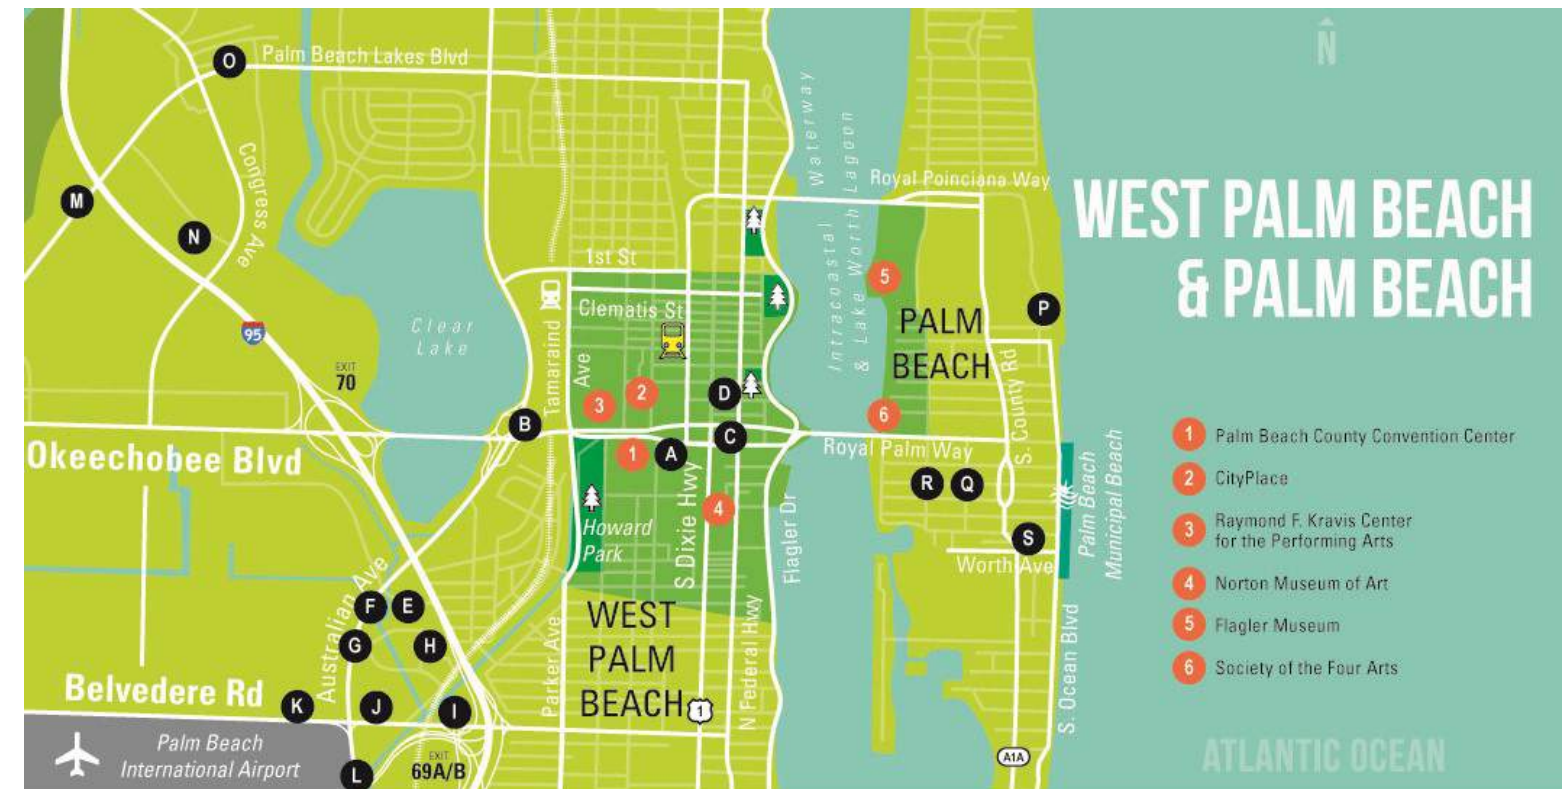 O
Palm Beach Lakes Blvd
N
Congress Ave
M
N
Waterway
Intracoastal
& Lake Worth Lagoon
Royal Poinciana Way
WEST PALM BEACH
& PALM BEACH
1st St
5
Clematis St
P
PALM
BEACH
95
Clear
Lake
EXIT
70
Tamaraind
Ave
2
3
D
6
S. County Rd
B
C
Okeechobee Blvd
1
A
Royal Palm Way
R
Q
S. Dixie Hwy
4
Howard
Park
Flagler Dr
Palm Beach
Municipal Beach
S
Worth Ave
1 Palm Beach County Convention Center
2 CityPlace
3 Raymond F. Kravis Center
for the Performing Arts
4 Norton Museum of Art
5 Flagler Museum
6 Society of the Four Arts
Australian Ave
F
E
G
H
WEST
PALM
BEACH
1
Parker Ave
N Federal Hwy
S. Ocean Blvd
Belvedere Rd
K
J
I
Palm Beach
International Airport
L
EXIT
69A/B
A1A
ATLANTIC OCEAN